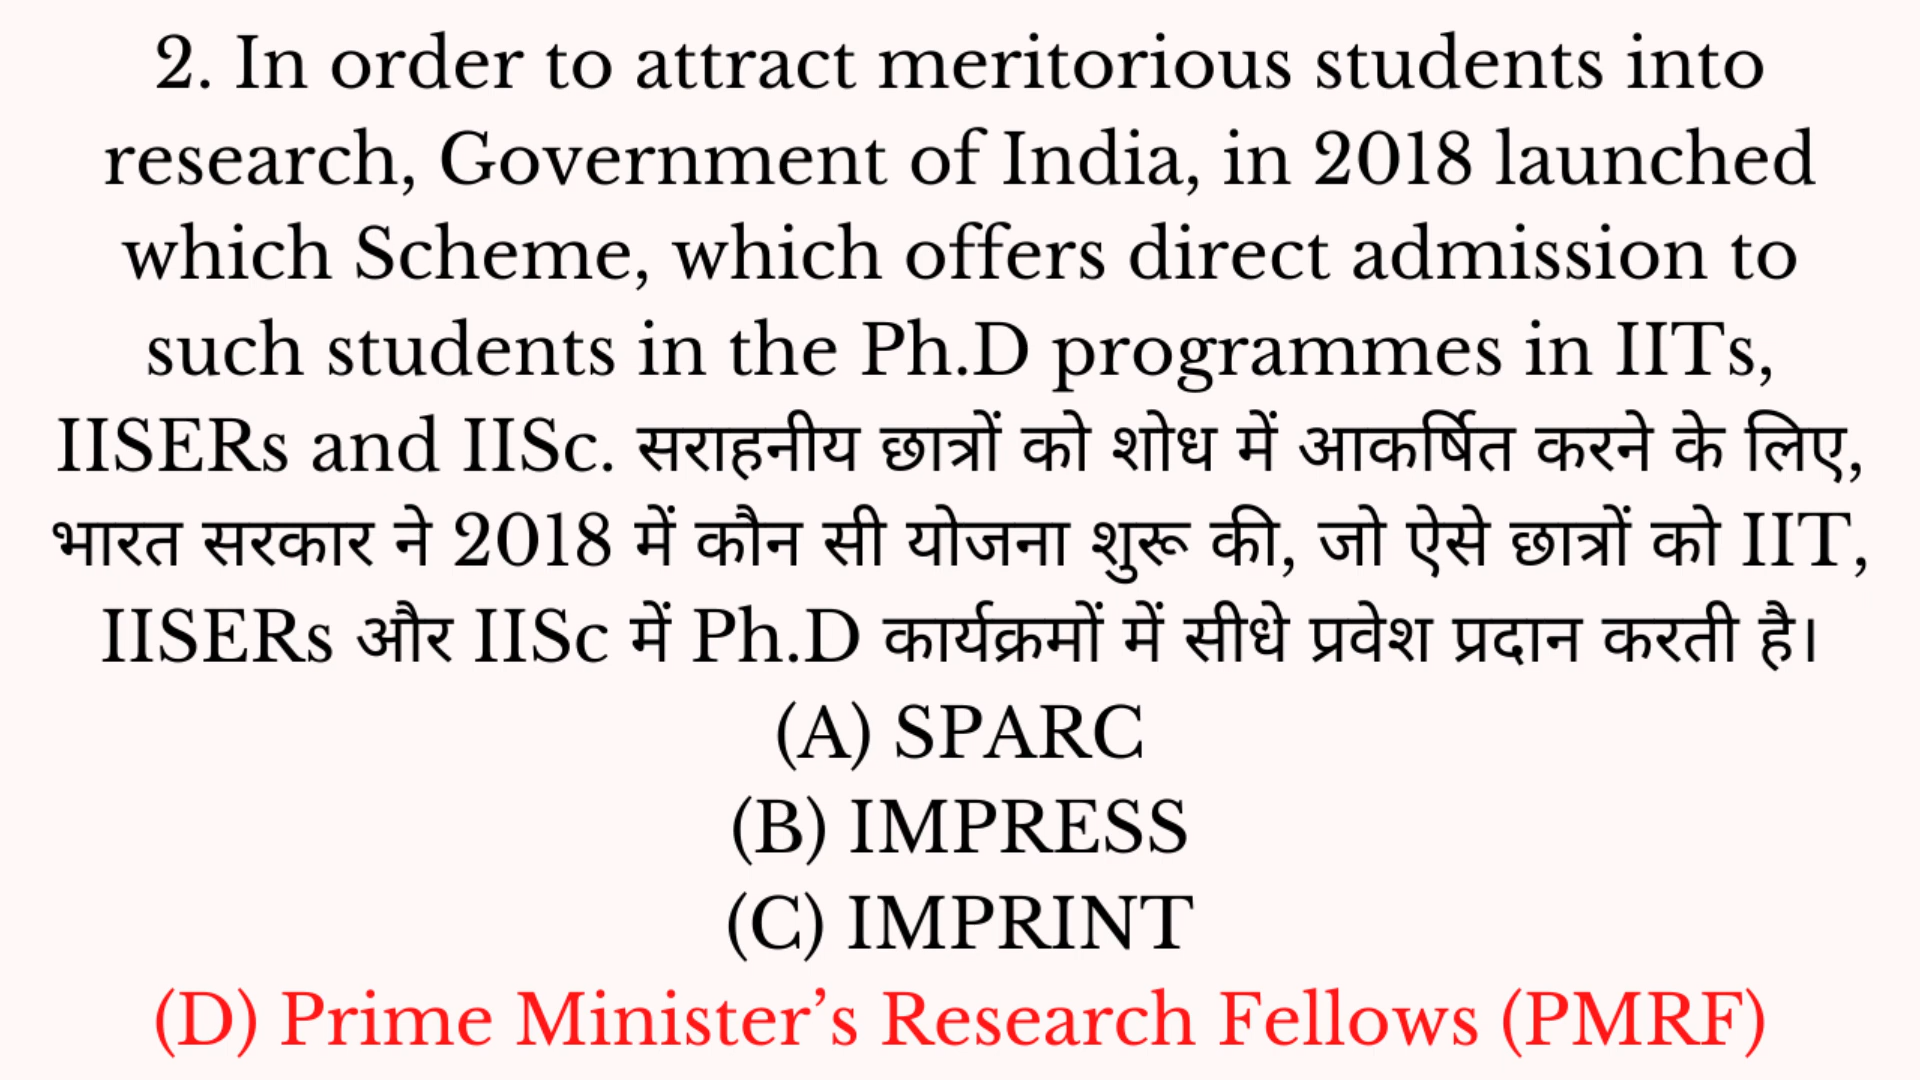 2. In order to attract meritorious students into
research, Government of India, in 2018 launched
which Scheme, which offers direct admission to
such students in the Ph.D programmes in IITs,
IISERs and IISc. सराहनीय छात्रों को शोध में आकर्षित करने के लिए,
भारत सरकार ने 2018 में कौन सी योजना शुरू की, जो ऐसे छात्रों को IIT,
IISERs और IISc में Ph.D कार्यक्रमों में सीधे प्रवेश प्रदान करती है।
(A) SPARC
(B) IMPRESS
(C) IMPRINT
(D) Prime Minister’s Research Fellows (PMRF)